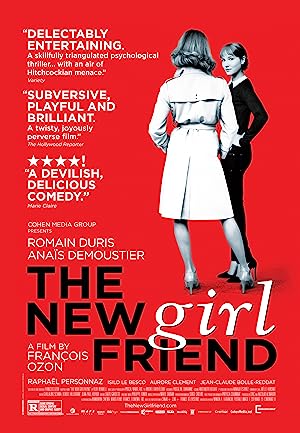 "DELECTABLY
ENTERTAINING.
A skillfully triangulated psychological
thriller... with an air of
Hitchcockian menace."
Variety
"SUBVERSIVE,
PLAYFUL AND
BRILLIANT.
A twisty, joyously
perverse film."
The Hollywood Reporter
★★★★!
"A DEVILISH,
DELICIOUS
COMEDY."
Marie Claire
COHEN MEDIA GROUP
PRESENTS
ROMAIN DURIS
ANAÏS DEMOUSTIER
THE
NEW girl
FRIEND
A FILM BY
FRANÇOIS
OZON
RAPHAËL PERSONNAZ ISILD LE BESCO AURORE CLÉMENT JEAN-CLAUDE BOLLE-REDDAT
R
TheNewGirlfriend.com